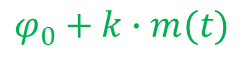 φ₀ + k · m(t)